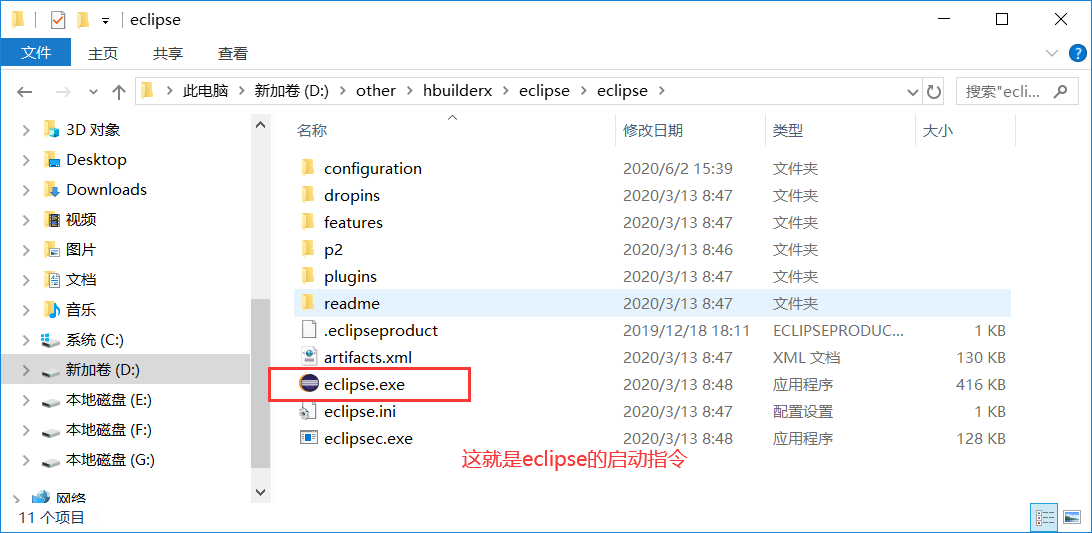 eclipse
文件 主页 共享 查看
此电脑 新加卷 (D:) other hbuilderx eclipse eclipse 搜索"ecli...
名称 修改日期 类型 大小
3D 对象
Desktop
Downloads
视频
图片
文档
音乐
系统 (C:)
新加卷 (D:)
本地磁盘 (E:)
本地磁盘 (F:)
本地磁盘 (G:)
网络
configuration 2020/6/2 15:39 文件夹
dropins 2020/3/13 8:47 文件夹
features 2020/3/13 8:47 文件夹
p2 2020/3/13 8:46 文件夹
plugins 2020/3/13 8:47 文件夹
readme 2020/3/13 8:47 文件夹
.eclipseproduct 2019/12/18 18:11 ECLIPSEPRODUC... 1 KB
artifacts.xml 2020/3/13 8:47 XML 文档 130 KB
eclipse.exe 2020/3/13 8:48 应用程序 416 KB
eclipse.ini 2020/3/13 8:47 配置设置 1 KB
eclipsec.exe 2020/3/13 8:48 应用程序 128 KB
这就是eclipse的启动指令
11 个项目